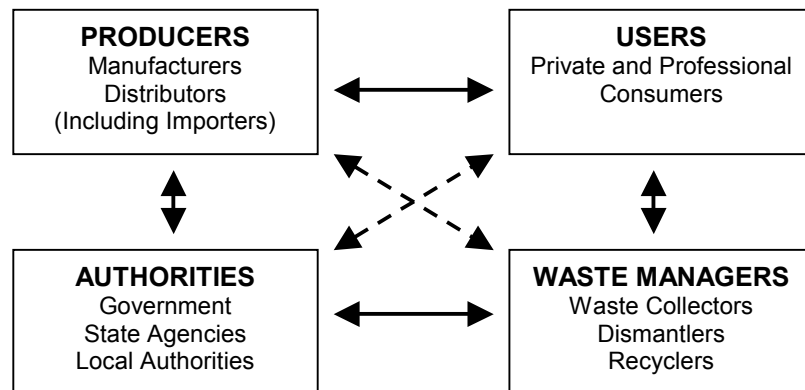 PRODUCERS
Manufacturers
Distributors
(Including Importers)
USERS
Private and Professional
Consumers
AUTHORITIES
Government
State Agencies
Local Authorities
WASTE MANAGERS
Waste Collectors
Dismantlers
Recyclers